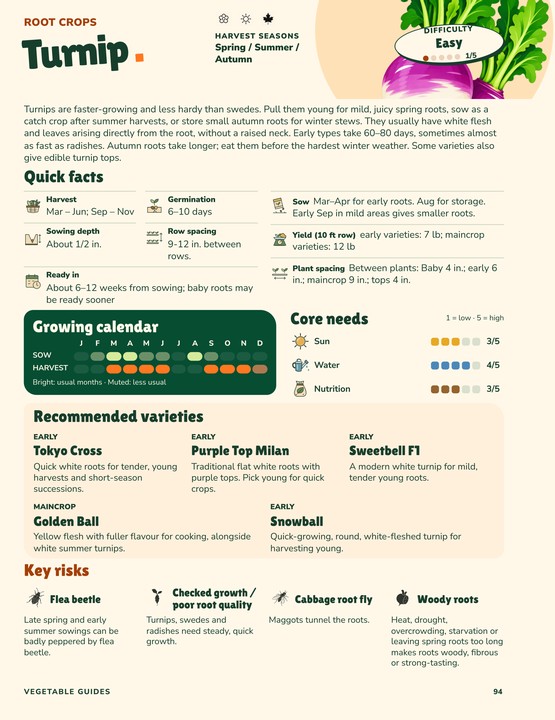 ROOT CROPS
Turnip.
HARVEST SEASONS
Spring / Summer /
Autumn
DIFFICULTY
Easy
1/5
Turnips are faster-growing and less hardy than swedes. Pull them young for mild, juicy spring roots, sow as a
catch crop after summer harvests, or store small autumn roots for winter stews. They usually have white flesh
and leaves arising directly from the root, without a raised neck. Early types take 60–80 days, sometimes almost
as fast as radishes. Autumn roots take longer; eat them before the hardest winter weather. Some varieties also
give edible turnip tops.
Quick facts
Harvest
Mar – Jun; Sep – Nov
Germination
6–10 days
Sowing depth
About 1/2 in.
Row spacing
9-12 in. between
rows.
Ready in
About 6–12 weeks from sowing; baby roots may
be ready sooner
Sow Mar–Apr for early roots. Aug for storage.
Early Sep in mild areas gives smaller roots.
Yield (10 ft row) early varieties: 7 lb; maincrop
varieties: 12 lb
Plant spacing Between plants: Baby 4 in.; early 6
in.; maincrop 9 in.; tops 4 in.
Growing calendar
J F M A M J J A S O N D
SOW
HARVEST
Bright: usual months · Muted: less usual
Core needs
1 = low · 5 = high
Sun 3/5
Water 4/5
Nutrition 3/5
Recommended varieties
EARLY
Tokyo Cross
Quick white roots for tender, young
harvests and short-season
successions.
EARLY
Purple Top Milan
Traditional flat white roots with
purple tops. Pick young for quick
crops.
EARLY
Sweetbell F1
A modern white turnip for mild,
tender young roots.
MAINCROP
Golden Ball
Yellow flesh with fuller flavour for cooking, alongside
white summer turnips.
EARLY
Snowball
Quick-growing, round, white-fleshed turnip for
harvesting young.
Key risks
Flea beetle
Late spring and early
summer sowings can be
badly peppered by flea
beetle.
Checked growth /
poor root quality
Turnips, swedes and
radishes need steady, quick
growth.
Cabbage root fly
Maggots tunnel the roots.
Woody roots
Heat, drought,
overcrowding, starvation or
leaving spring roots too long
makes roots woody, fibrous
or strong-tasting.
VEGETABLE GUIDES
94